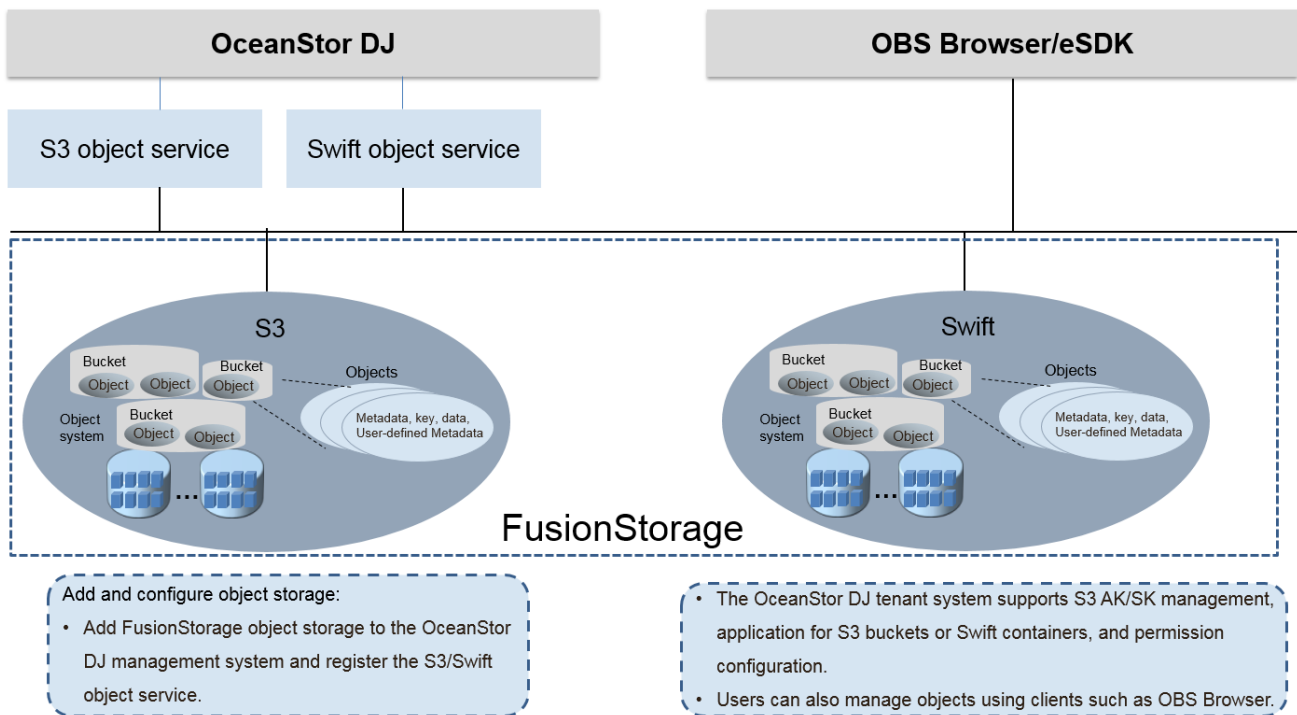 OceanStor DJ
OBS Browser/eSDK
S3 object service
Swift object service
S3
Bucket
Object
Object
Bucket
Object
Objects
Metadata, key, data,
User-defined Metadata
Object
system
Bucket
Object
Object
...
Swift
Bucket
Object
Object
Bucket
Object
Objects
Metadata, key, data,
User-defined Metadata
Object
system
Bucket
Object
Object
...
FusionStorage
Add and configure object storage:
• Add FusionStorage object storage to the OceanStor
DJ management system and register the S3/Swift
object service.
• The OceanStor DJ tenant system supports S3 AK/SK management,
application for S3 buckets or Swift containers, and permission
configuration.
• Users can also manage objects using clients such as OBS Browser.